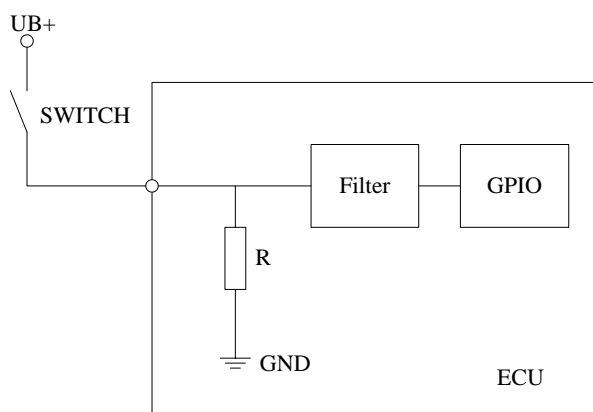 UB+
SWITCH
Filter
GPIO
R
GND
ECU